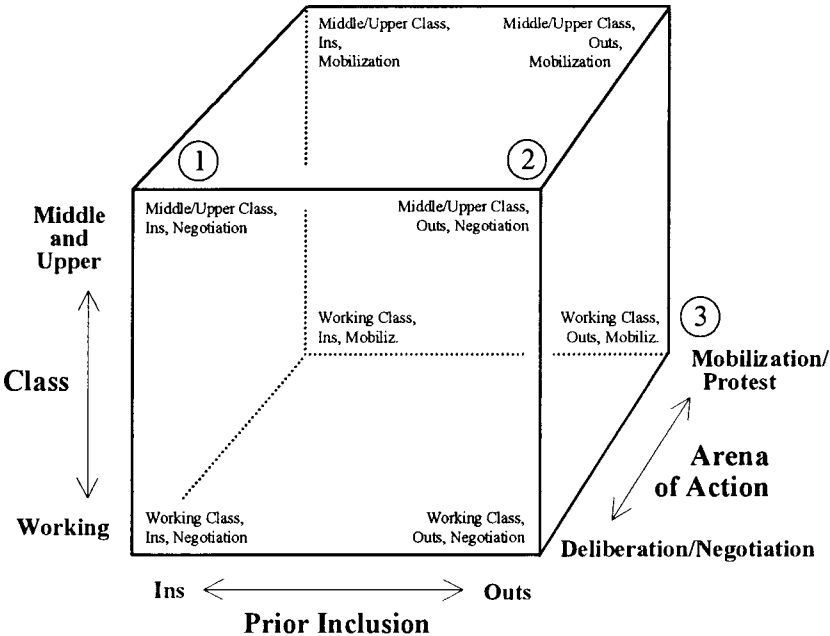 Middle/Upper Class,
Ins,
Mobilization
Middle/Upper Class,
Outs,
Mobilization
1
2
Middle
and
Upper
Middle/Upper Class,
Ins, Negotiation
Middle/Upper Class,
Outs, Negotiation
Working Class,
Ins, Mobiliz.
Working Class,
Outs, Mobiliz.
3
Mobilization/
Protest
Class
Arena
of Action
Working
Working Class,
Ins, Negotiation
Working Class,
Outs, Negotiation
Deliberation/Negotiation
Ins
Outs
Prior Inclusion